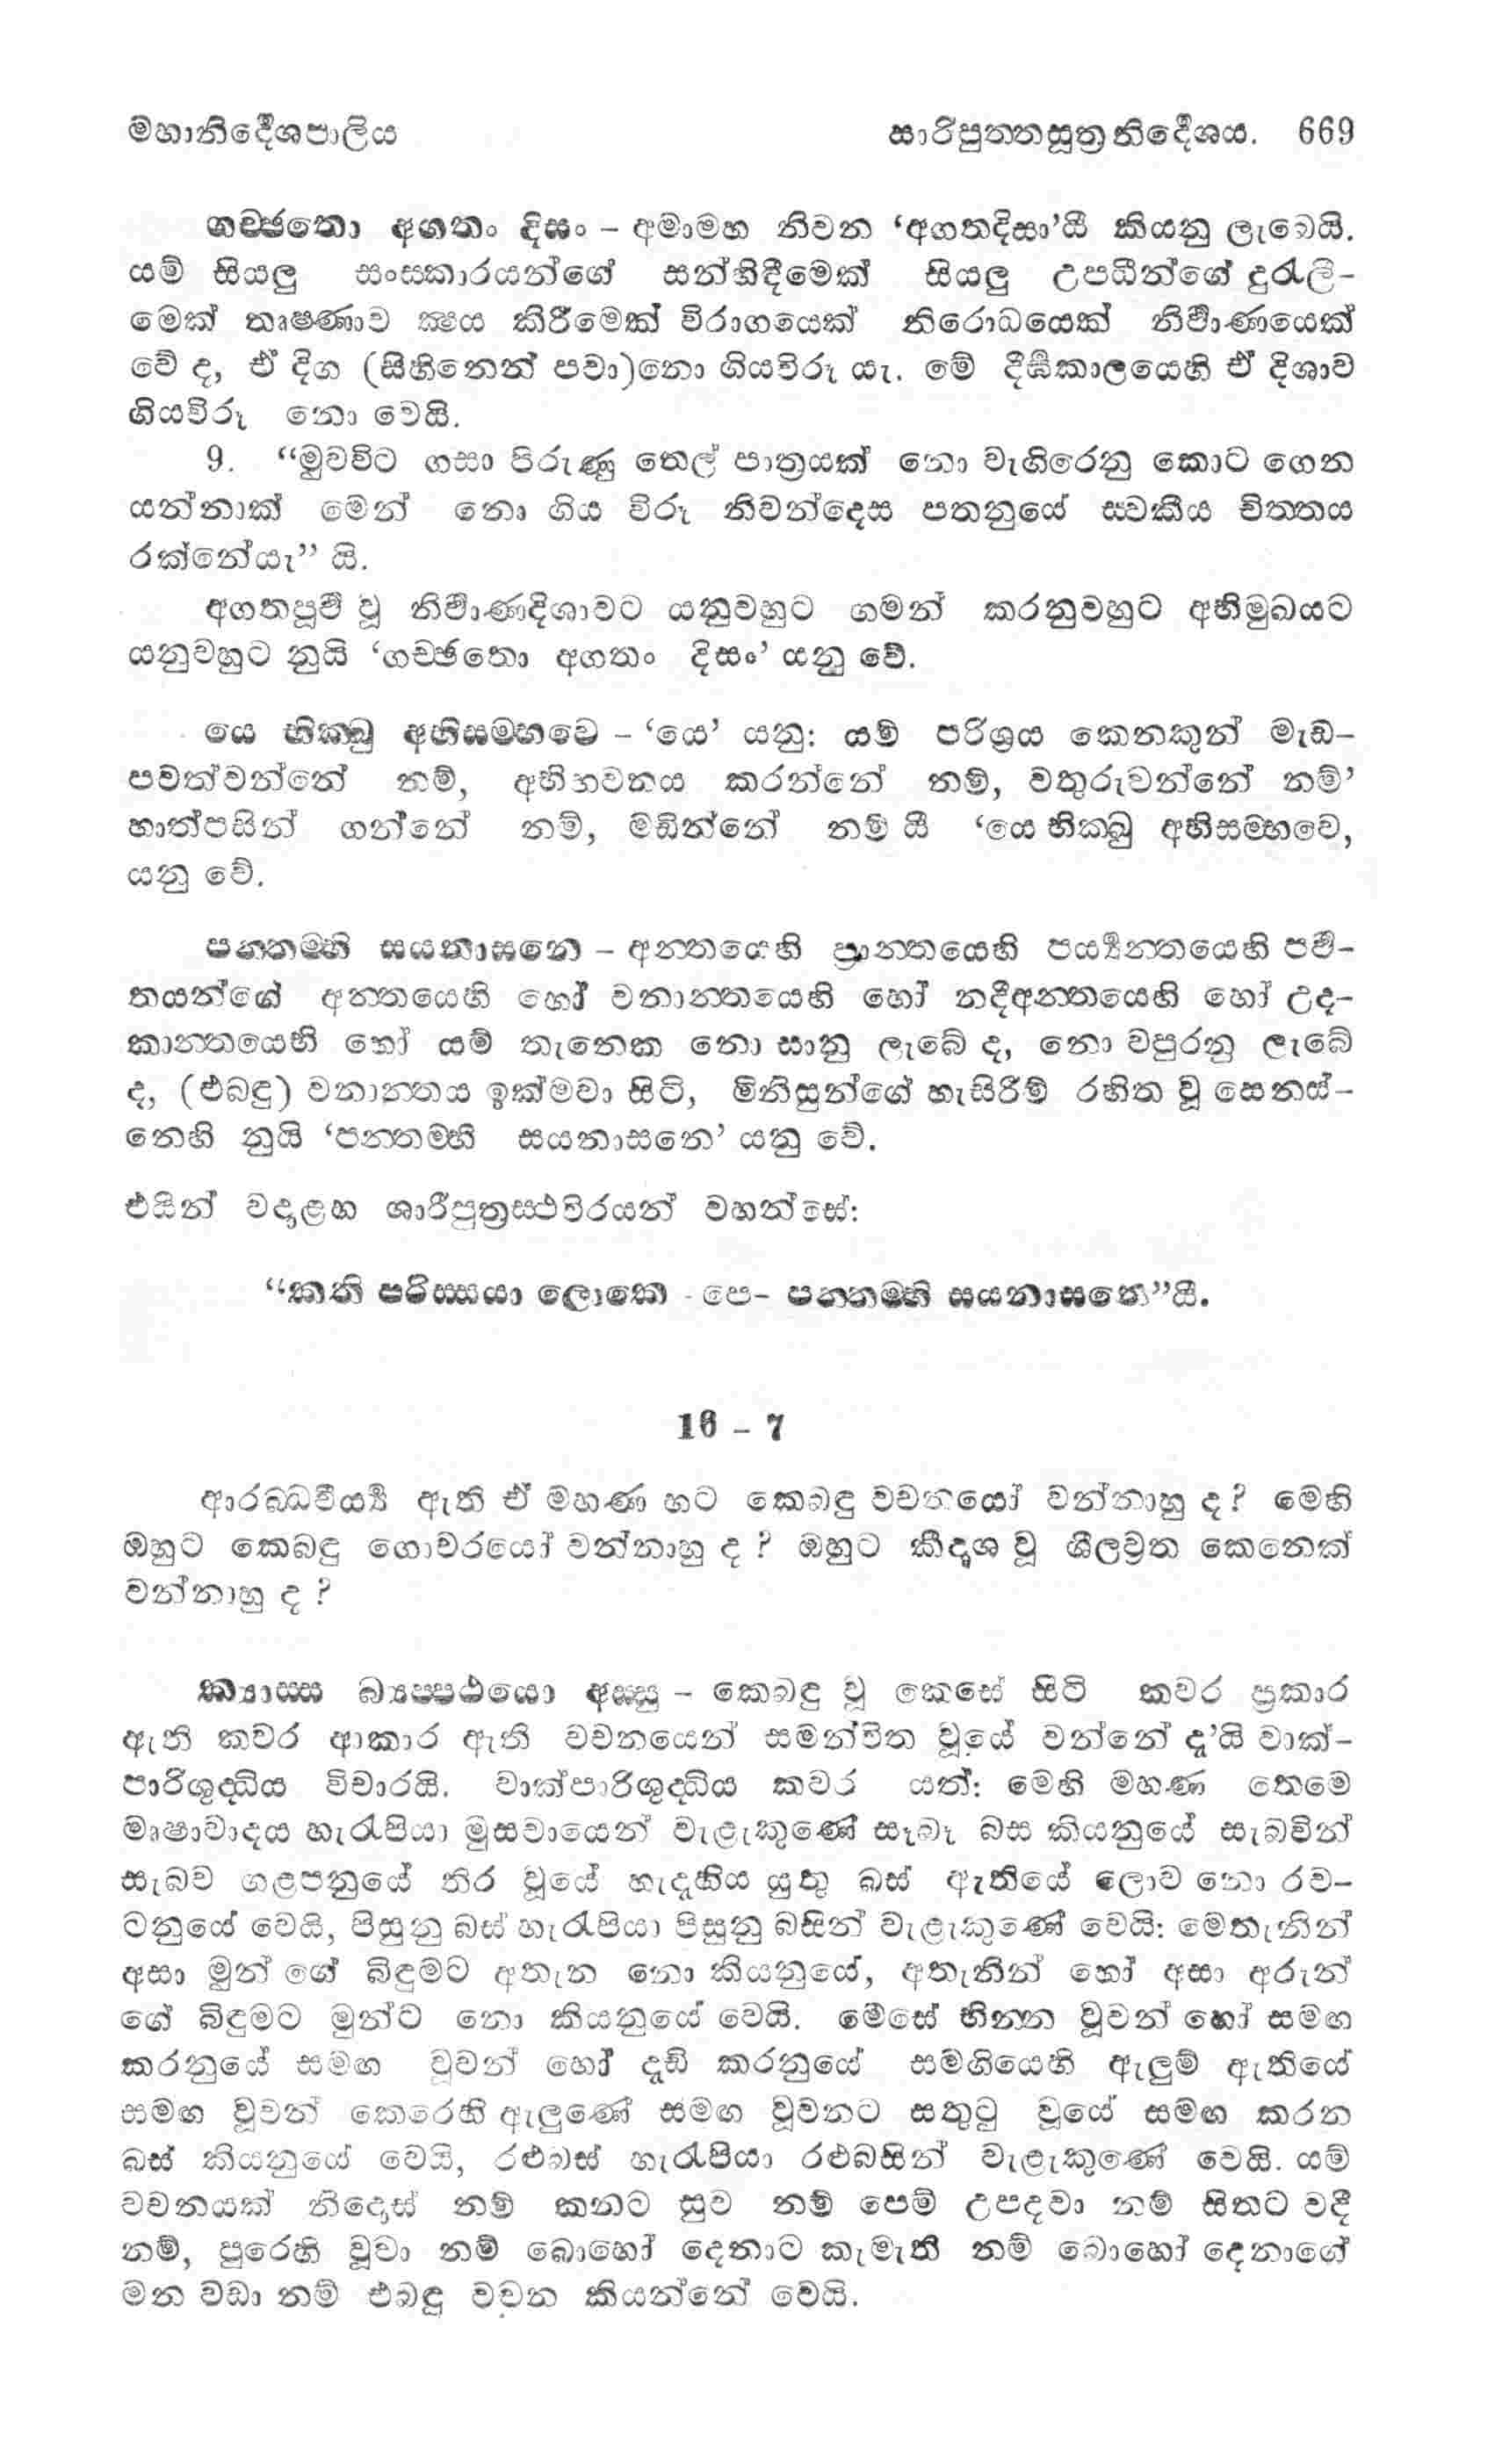 මහානිර්‍දේශපාලිය සාරිපුත්තසූත්‍ර නිර්‍දේශය. 669
ගච්ඡතො අගතං දිසං – අමාමහ නිවන ‘අගතදිසා’යී කියනු ලැබෙයි.
යම් සියලු සංස්කාරයන්ගේ සන්හිඳීමෙක් සියලු උපධීන්ගේ දුරැලි-
මෙක් තෘෂ්ණාව ක්‍ෂය කිරීමෙක් විරාගයෙක් නිරොධයෙක් නිර්‍වාණයෙක්
වේ ද, ඒ දිග (සිහිනෙන් පවා)නො ගියවිරූ යැ. මේ දීර්‍ඝකාලයෙහි ඒ දිශාව
ගියවිරූ නො වෙයි.
9. “මුවවිට ගසා පිරුණු තෙල් පාත්‍රයක් නො වැගිරෙනු කොට ගෙන
යන්නාක් මෙන් නො ගිය විරූ නිවන්දෙස පතනුයේ ස්වකීය චිත්තය
රක්නේයැ” යි.
අගතපූර්‍ව වූ නිර්‍වාණදිශාවට යනුවහුට ගමන් කරනුවහුට අභිමුඛයට
යනුවහුට නුයි ‘ගච්ඡතො අගතං දිසං’ යනු වේ.
යෙ භික්ඛු අභිසම්භවෙ – ‘යෙ’ යනු: යම් පරිශ්‍රය කෙනකුන් මැඩ-
පවත්වන්නේ නම්, අභිභවනය කරන්නේ නම්, වතුරුවන්නේ නම්’
හාත්පසින් ගන්නේ නම්, මඩින්නේ නම් යී ‘යෙ භික්ඛු අභිසම්භවෙ,
යනු වේ.
පන්තම්හි සයනාසනෙ – අන්තයෙහි ප්‍රාන්තයෙහි පර්‍ය්‍යන්තයෙහි පර්‍ව-
තයන්ගේ අන්තයෙහි හෝ වනාන්තයෙහි හෝ නදීඅන්තයෙහි හෝ උද-
කාන්තයෙහි හෝ යම් තැනෙක නො සානු ලැබේ ද, නො වපුරනු ලැබේ
ද, (එබඳු) වනාන්තය ඉක්මවා සිටි, මිනිසුන්ගේ හැසිරීම් රහිත වූ සෙනස්-
නෙහි නුයි ‘පන්තම්හි සයනාසනෙ’ යනු වේ.
එයින් වදාළහ ශාරීපුත්‍රස්ථවිරයන් වහන්සේ:
“කති පරිස්සයා ලොකෙ - පෙ– පන්තම්හි සයනාසනෙ”යී.
16 – 7
ආරබ්ධවීර්‍ය්‍ය ඇති ඒ මහණ හට කෙබඳු වචනයෝ වන්නාහු ද? මෙහි
ඔහුට කෙබඳු ගොචරයෝ වන්නාහු ද? ඔහුට කීදෘශ වූ ශීලව්‍රත කෙනෙක්
වන්නාහු ද?
ක්‍යාස්ස බ්‍යප්පථයො අස්සු – කෙබඳු වූ කෙසේ සිටි කවර ප්‍රකාර
ඇති කවර ආකාර ඇති වචනයෙන් සමන්විත වූයේ වන්නේ දැ’යි වාක්-
පාරිශුද්ධිය විචාරයි. වාක්පාරිශුද්ධිය කවර යත්: මෙහි මහණ තෙමෙ
මෘෂාවාදය හැරැපියා මුසවායෙන් වැළැකුණේ සැබෑ බස කියනුයේ සැබවින්
සැබව ගළපනුයේ තිර වූයේ හැදෑහිය යුතු බස් ඇතියේ ලොව නො රව-
ටනුයේ වෙයි, පිසුනු බස් හැරැපියා පිසුනු බසින් වැළැකුණේ වෙයි: මෙතැනින්
අසා මුන් ගේ බිඳුමට අතැන නො කියනුයේ, අතැනින් හෝ අසා අරුන්
ගේ බිඳුමට මුන්ට නො කියනුයේ වෙයි. මෙසේ භින්න වූවන් හෝ සමඟ
කරනුයේ සමඟ වූවන් හෝ දැඩි කරනුයේ සමගියෙහි ඇලුම් ඇතියේ
සමඟ වූවන් කෙරෙහි ඇලුණේ සමඟ වූවනට සතුටු වූයේ සමඟ කරන
බස් කියනුයේ වෙයි, රළුබස් හැරැපියා රළුබසින් වැළැකුණේ වෙයි. යම්
වචනයක් නිදොස් නම් කනට සුව නම් පෙම් උපදවා නම් සිතට වදී
නම්, පුරෙහි වූවා නම් බොහෝ දෙනාට කැමැති නම් බොහෝ දෙනාගේ
මන වඩා නම් එබඳු වචන කියන්නේ වෙයි.